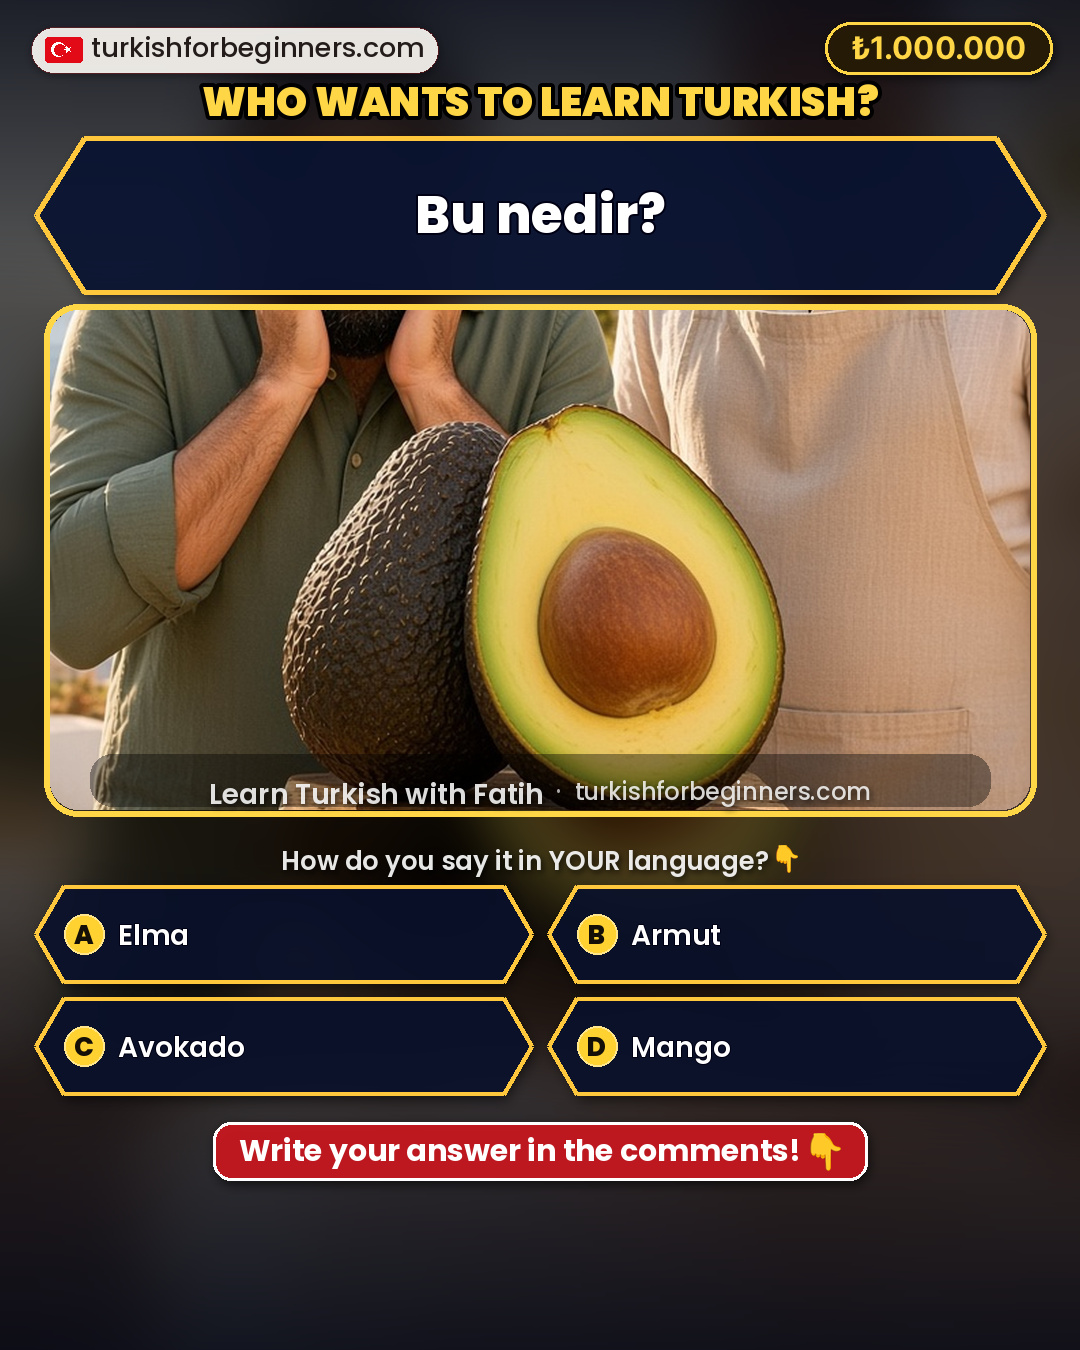 turkishforbeginners.com
₺1.000.000
WHO WANTS TO LEARN TURKISH?
Bu nedir?
Learn Turkish with Fatih · turkishforbeginners.com
How do you say it in YOUR language?👇
A Elma
B Armut
C Avokado
D Mango
Write your answer in the comments!👇